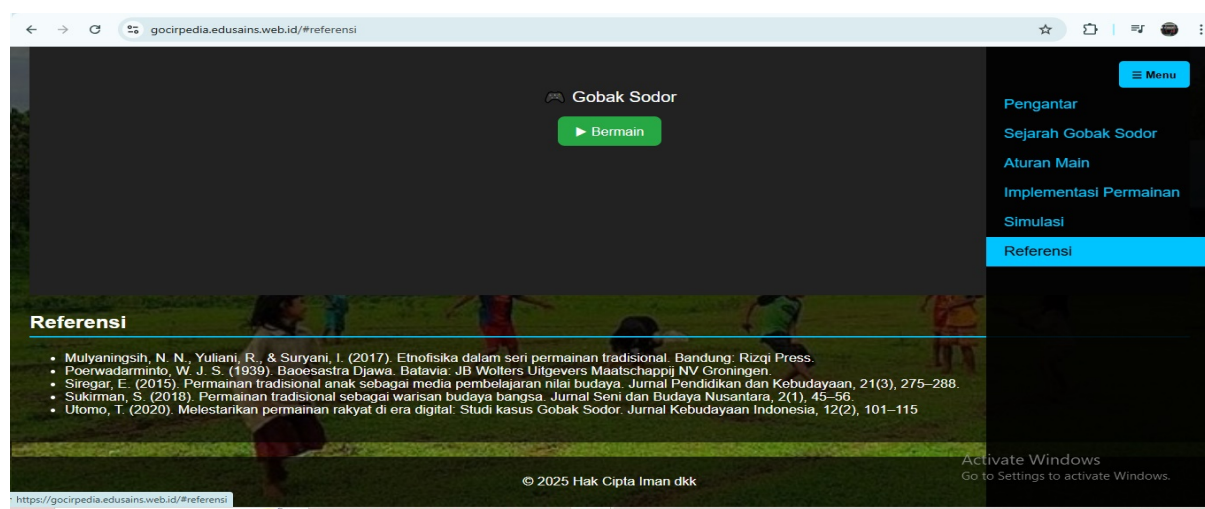 gocirpedia.edusains.web.id/#referensi
☰ Menu
🎮 Gobak Sodor
▶ Bermain
Pengantar
Sejarah Gobak Sodor
Aturan Main
Implementasi Permainan
Simulasi
Referensi
Referensi
• Mulyaningsih, N. N., Yuliani, R., & Suryani, I. (2017). Etnofisika dalam seri permainan tradisional. Bandung: Rizqi Press.
• Poerwadarminto, W. J. S. (1939). Baoesastra Djawa. Batavia: JB Wolters Uitgevers Maatschappij NV Groningen.
• Siregar, E. (2015). Permainan tradisional anak sebagai media pembelajaran nilai budaya. Jurnal Pendidikan dan Kebudayaan, 21(3), 275–288.
• Sukirman, S. (2018). Permainan tradisional sebagai warisan budaya bangsa. Jurnal Seni dan Budaya Nusantara, 2(1), 45–56.
• Utomo, T. (2020). Melestarikan permainan rakyat di era digital: Studi kasus Gobak Sodor. Jurnal Kebudayaan Indonesia, 12(2), 101–115
Activate Windows
Go to Settings to activate Windows.
© 2025 Hak Cipta Iman dkk
https://gocirpedia.edusains.web.id/#referensi